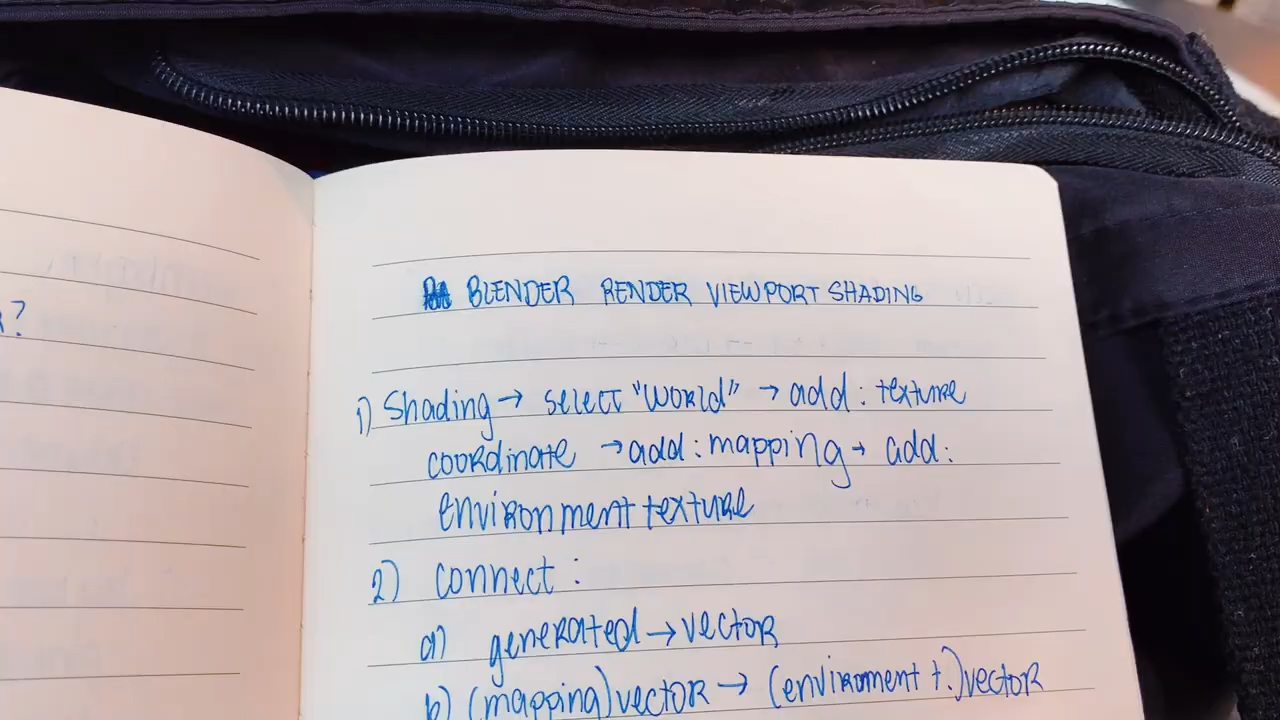 BLENDER RENDER VIEWPORT SHADING
1) Shading → select "World" → add: texture
coordinate → add: mapping → add:
environment texture
2) connect:
a) generated → vector
b) (mapping) vector → (enviroment t.) vector